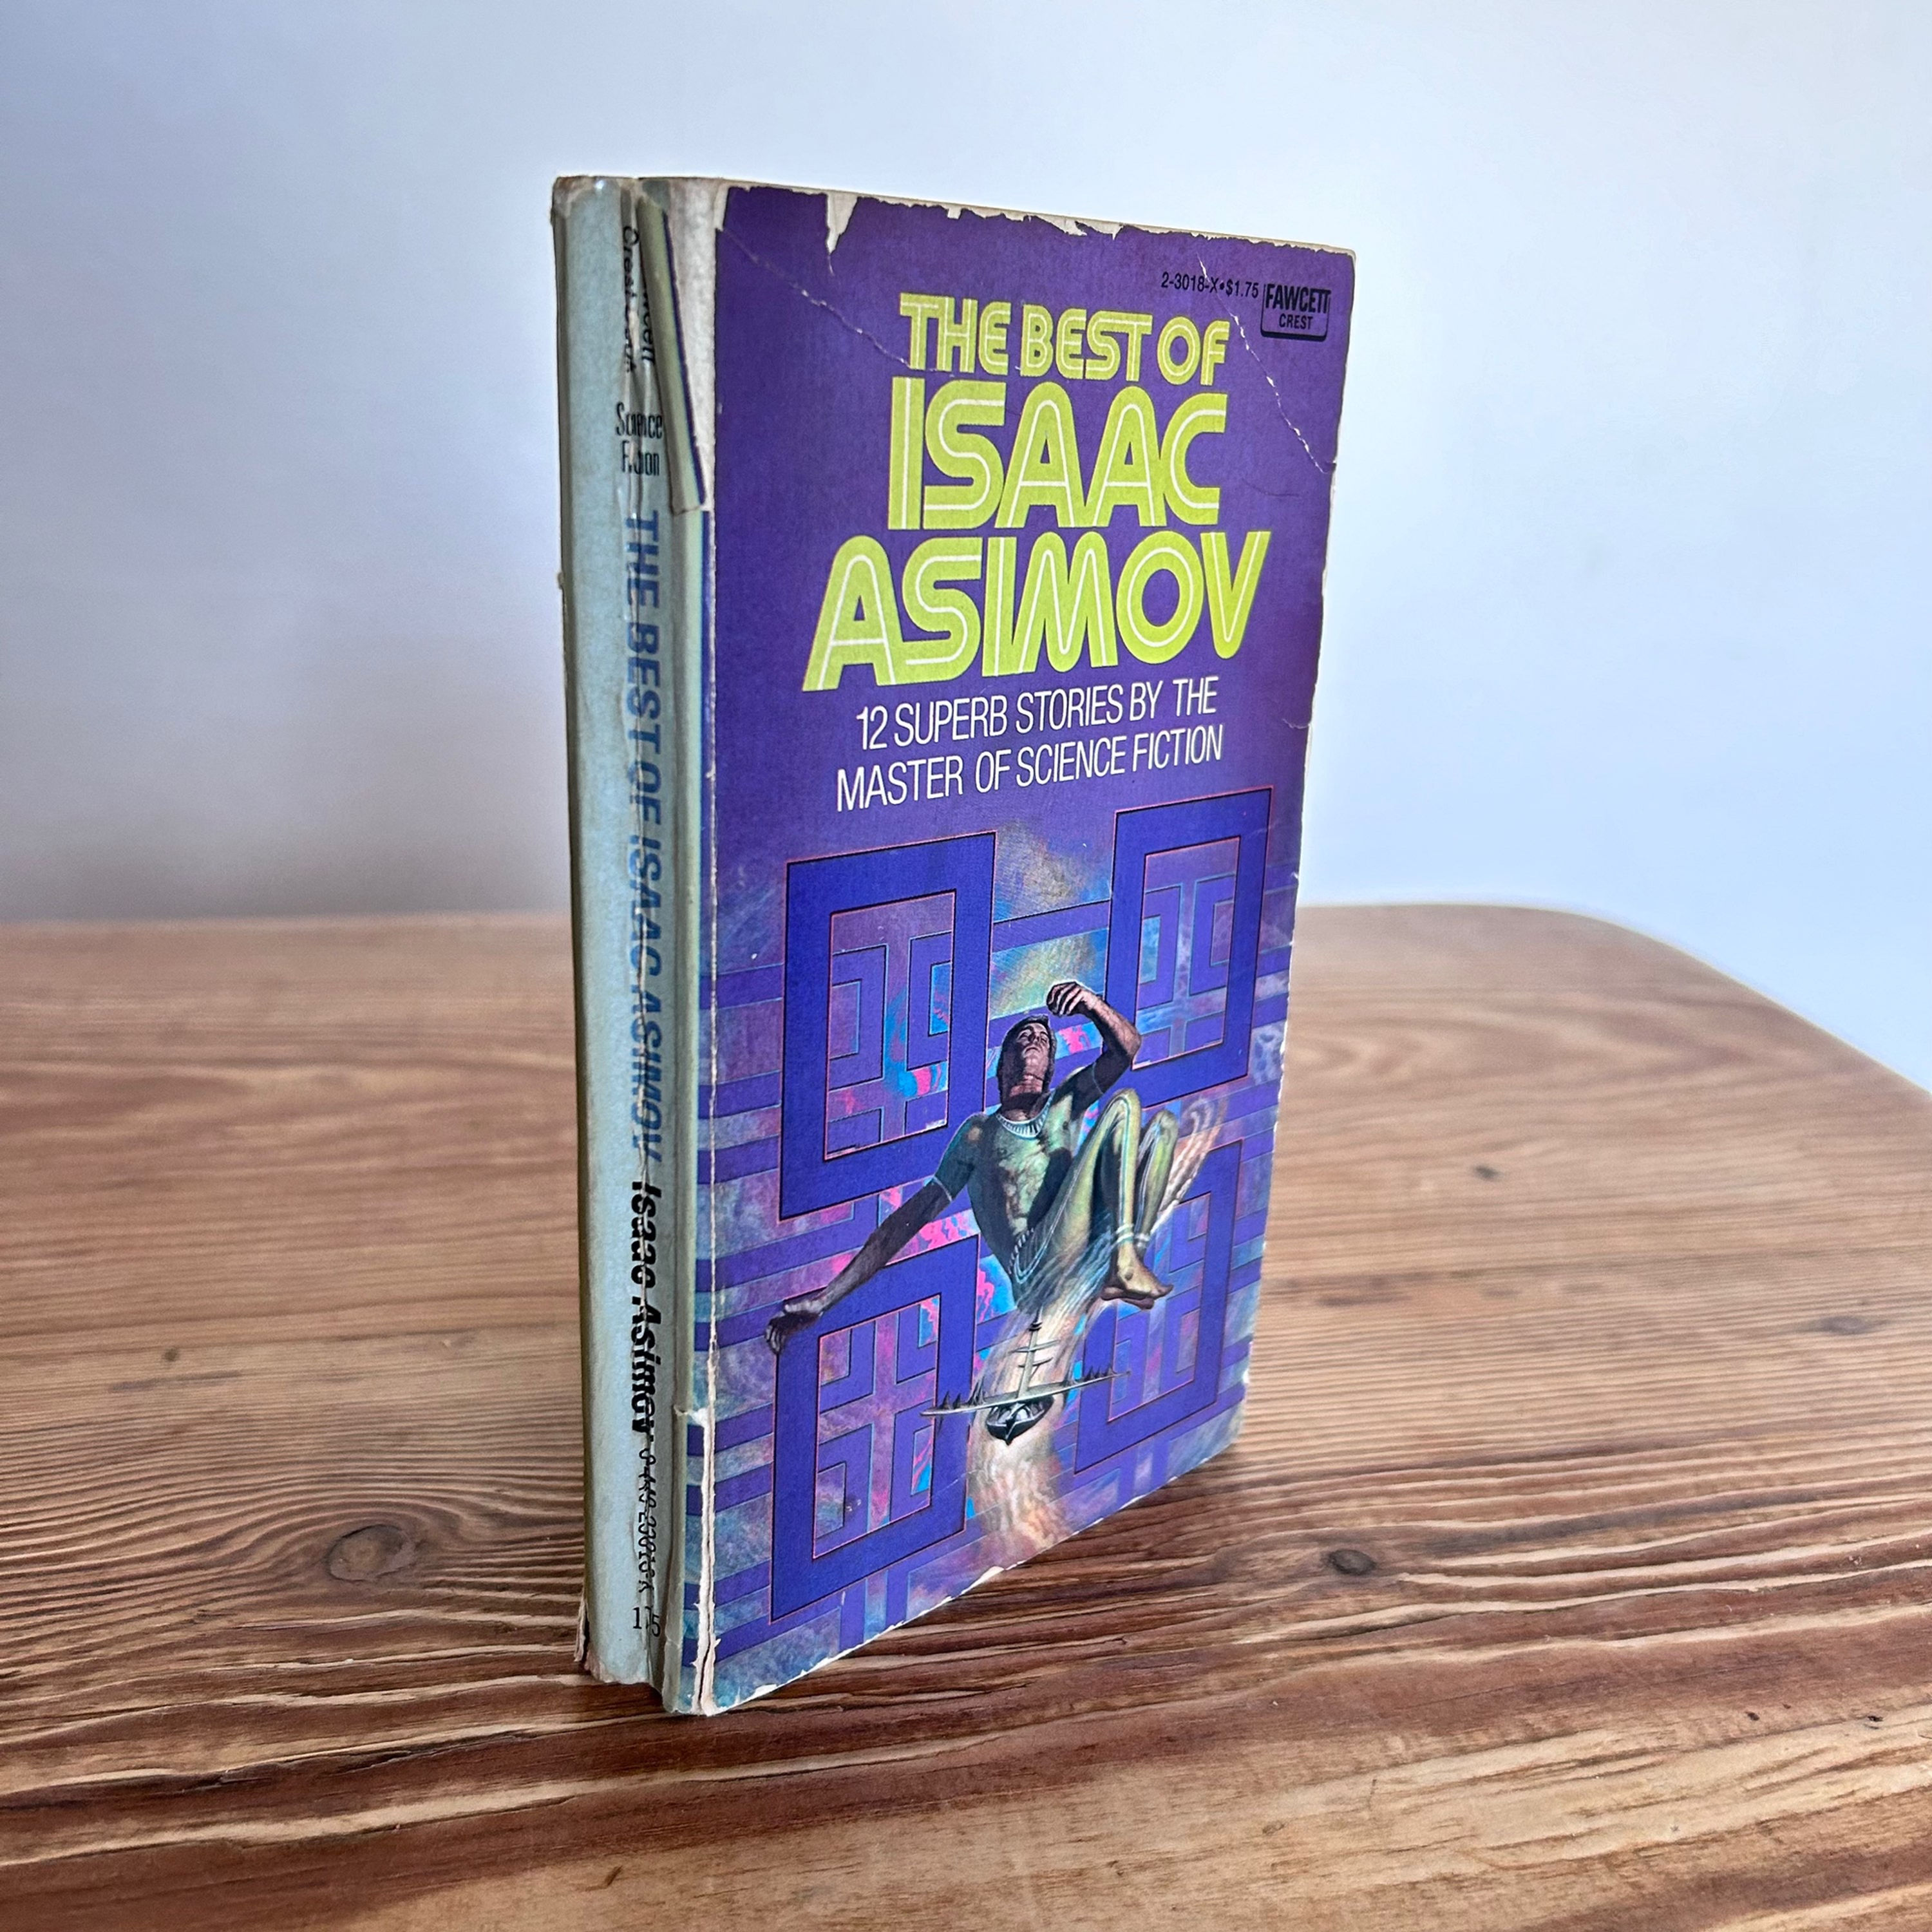 2-3018-X•$1.75
FAWCETT
CREST
THE BEST OF
ISAAC
ASIMOV
12 SUPERB STORIES BY THE
MASTER OF SCIENCE FICTION
Science
Fiction
THE BEST OF ISAAC ASIMOV
Isaac Asimov